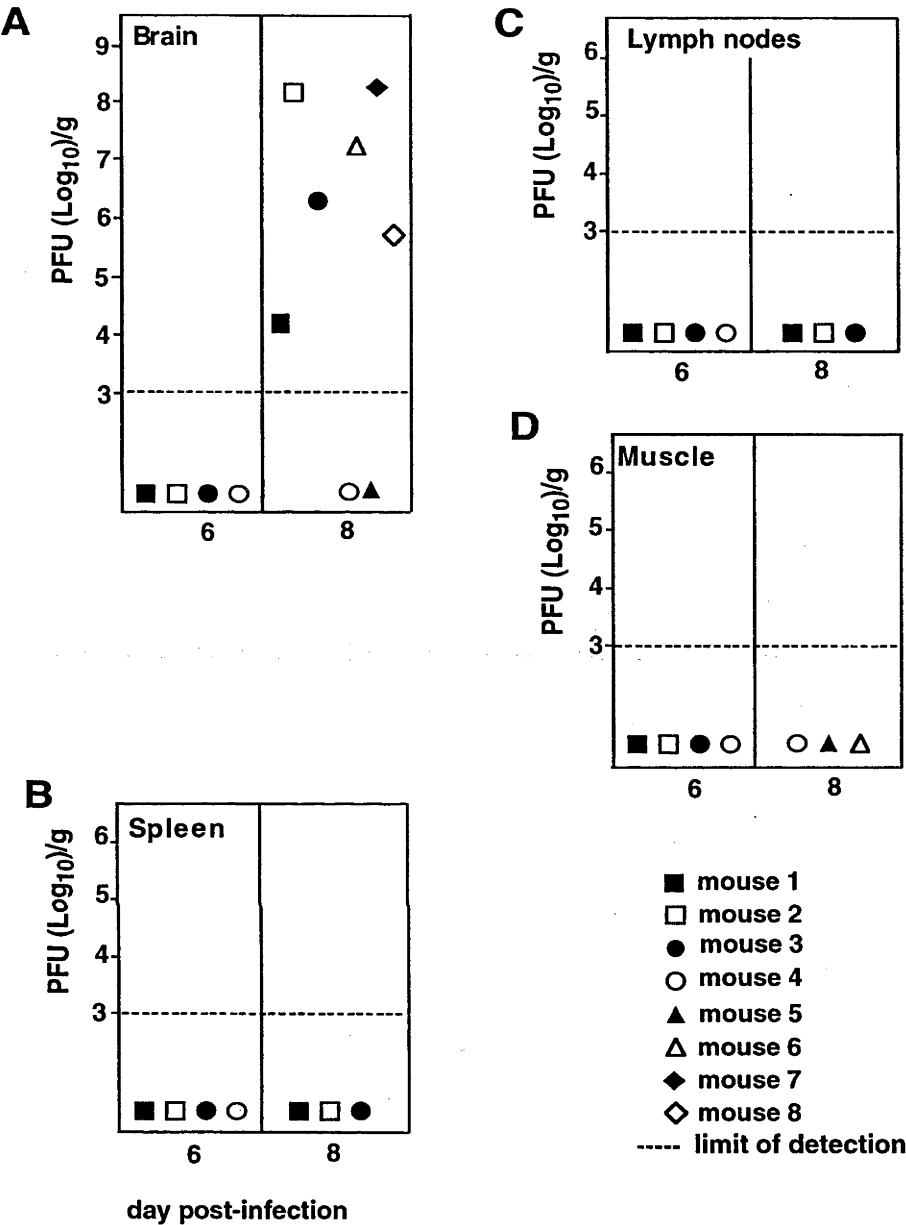 A
Brain
PFU (Log10)/g
9
8
7
6
5
4
3
6
8
B
Spleen
PFU (Log10)/g
6
5
4
3
6
8
day post-infection
C
Lymph nodes
PFU (Log10)/g
6
5
4
3
6
8
D
Muscle
PFU (Log10)/g
6
5
4
3
6
8
mouse 1
mouse 2
mouse 3
mouse 4
mouse 5
mouse 6
mouse 7
mouse 8
limit of detection